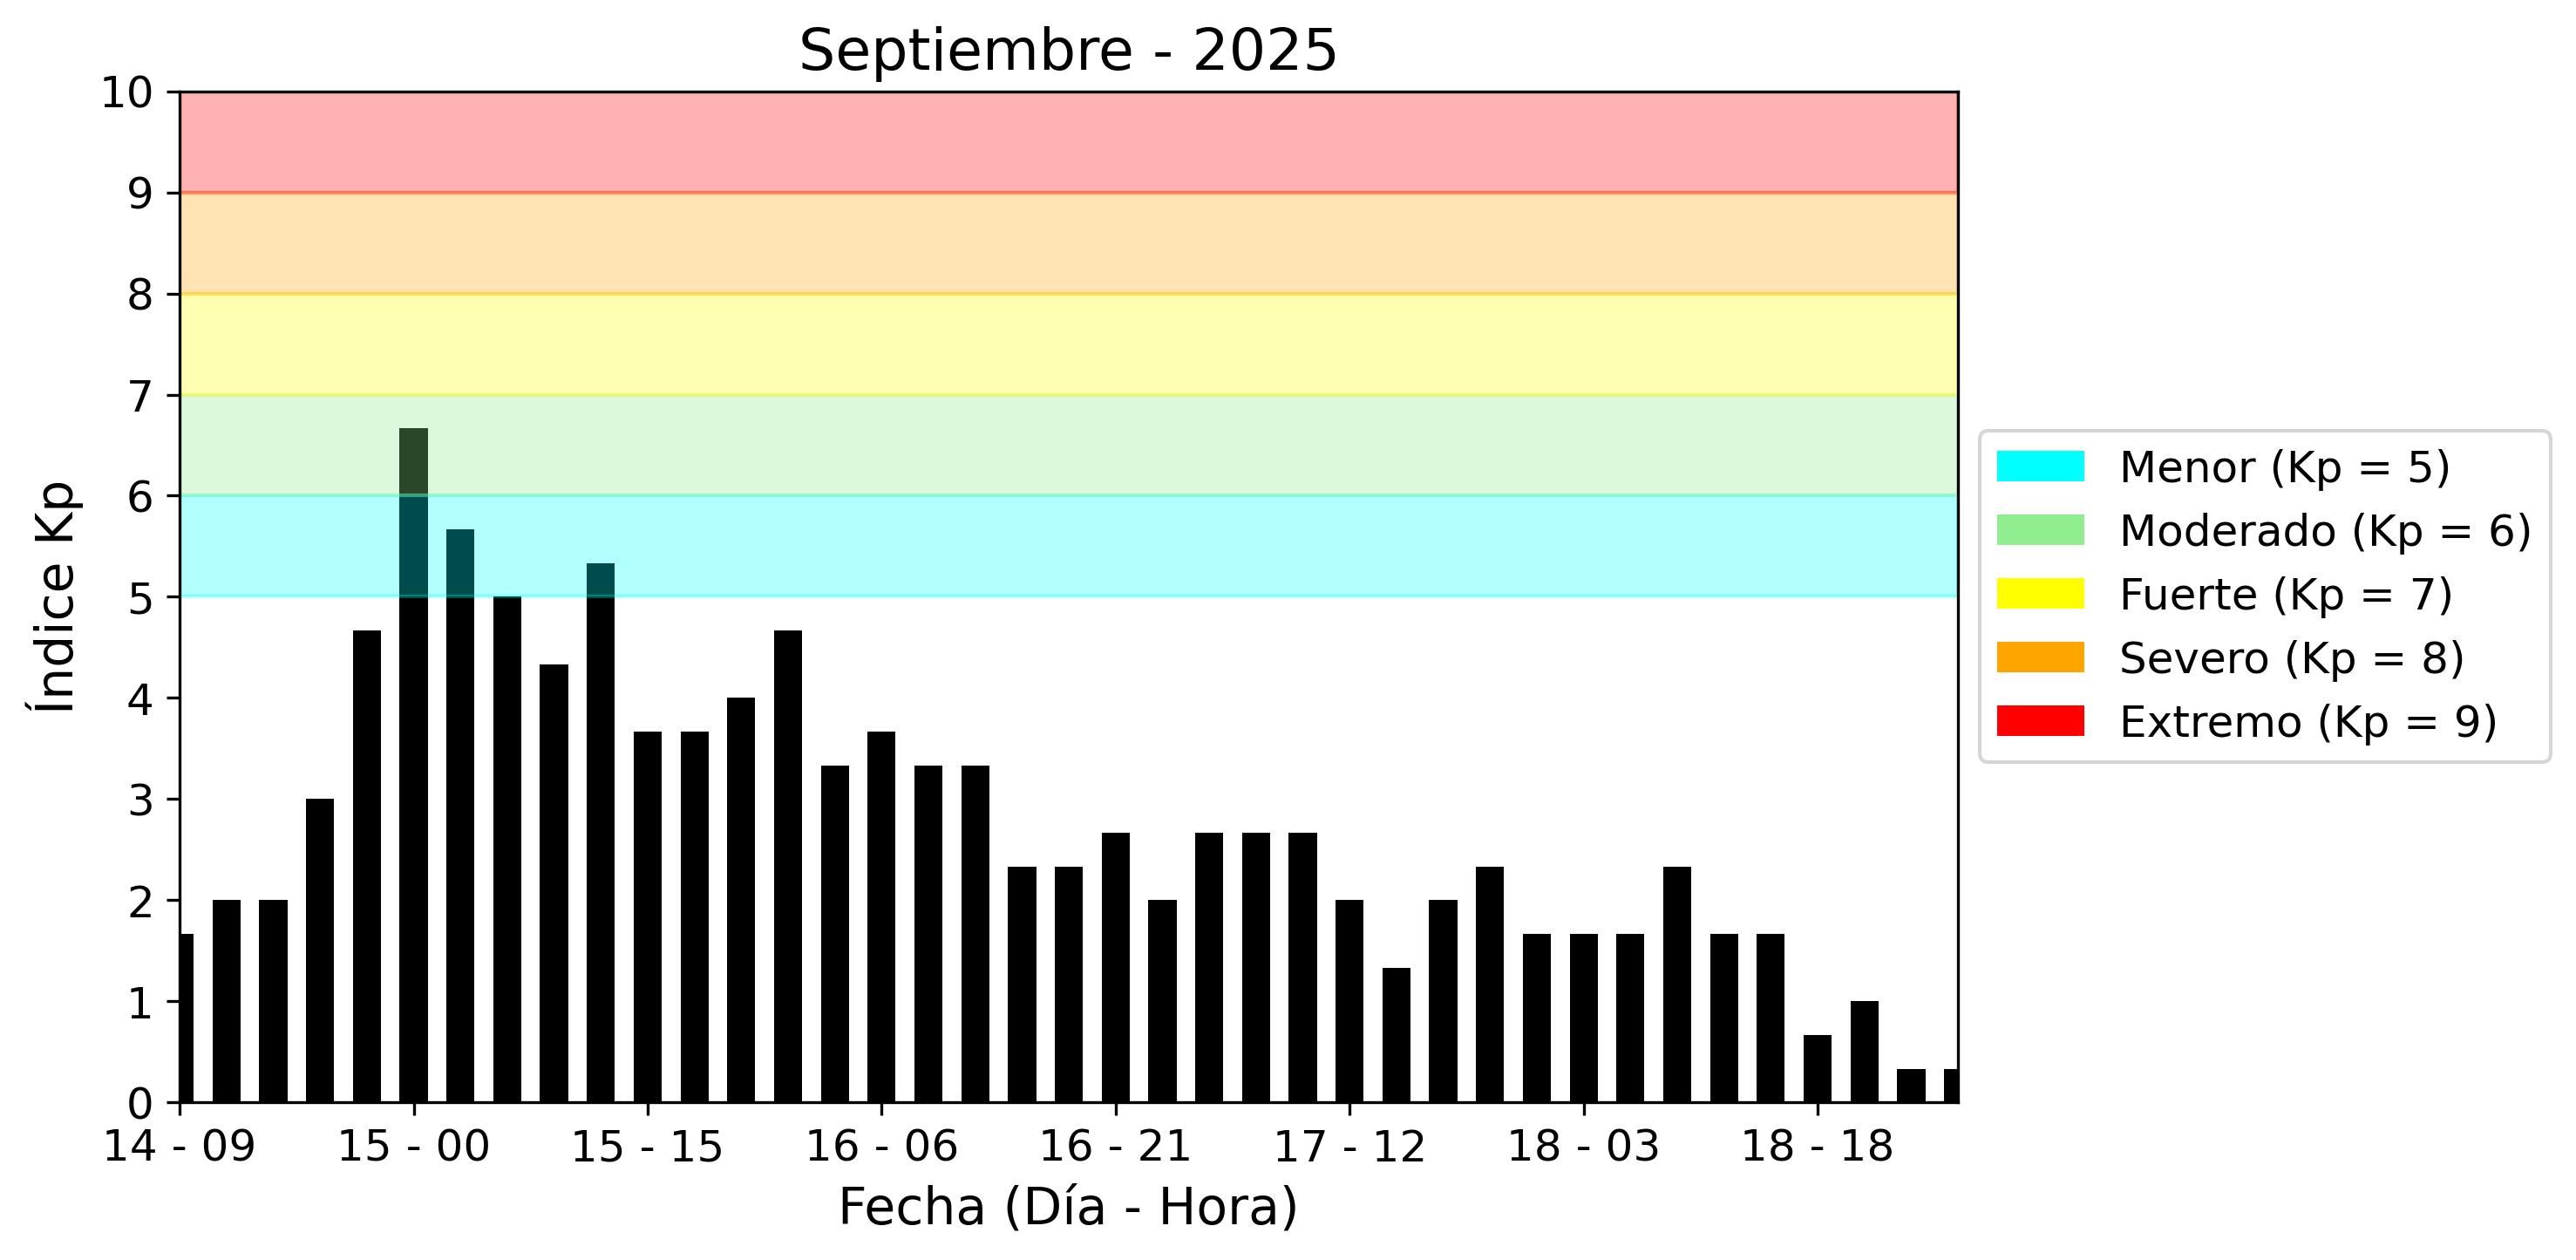 Septiembre - 2025
Índice Kp
10
9
8
7
6
5
4
3
2
1
0
14 - 09
15 - 00
15 - 15
16 - 06
16 - 21
17 - 12
18 - 03
18 - 18
Fecha (Día - Hora)
Menor (Kp = 5)
Moderado (Kp = 6)
Fuerte (Kp = 7)
Severo (Kp = 8)
Extremo (Kp = 9)